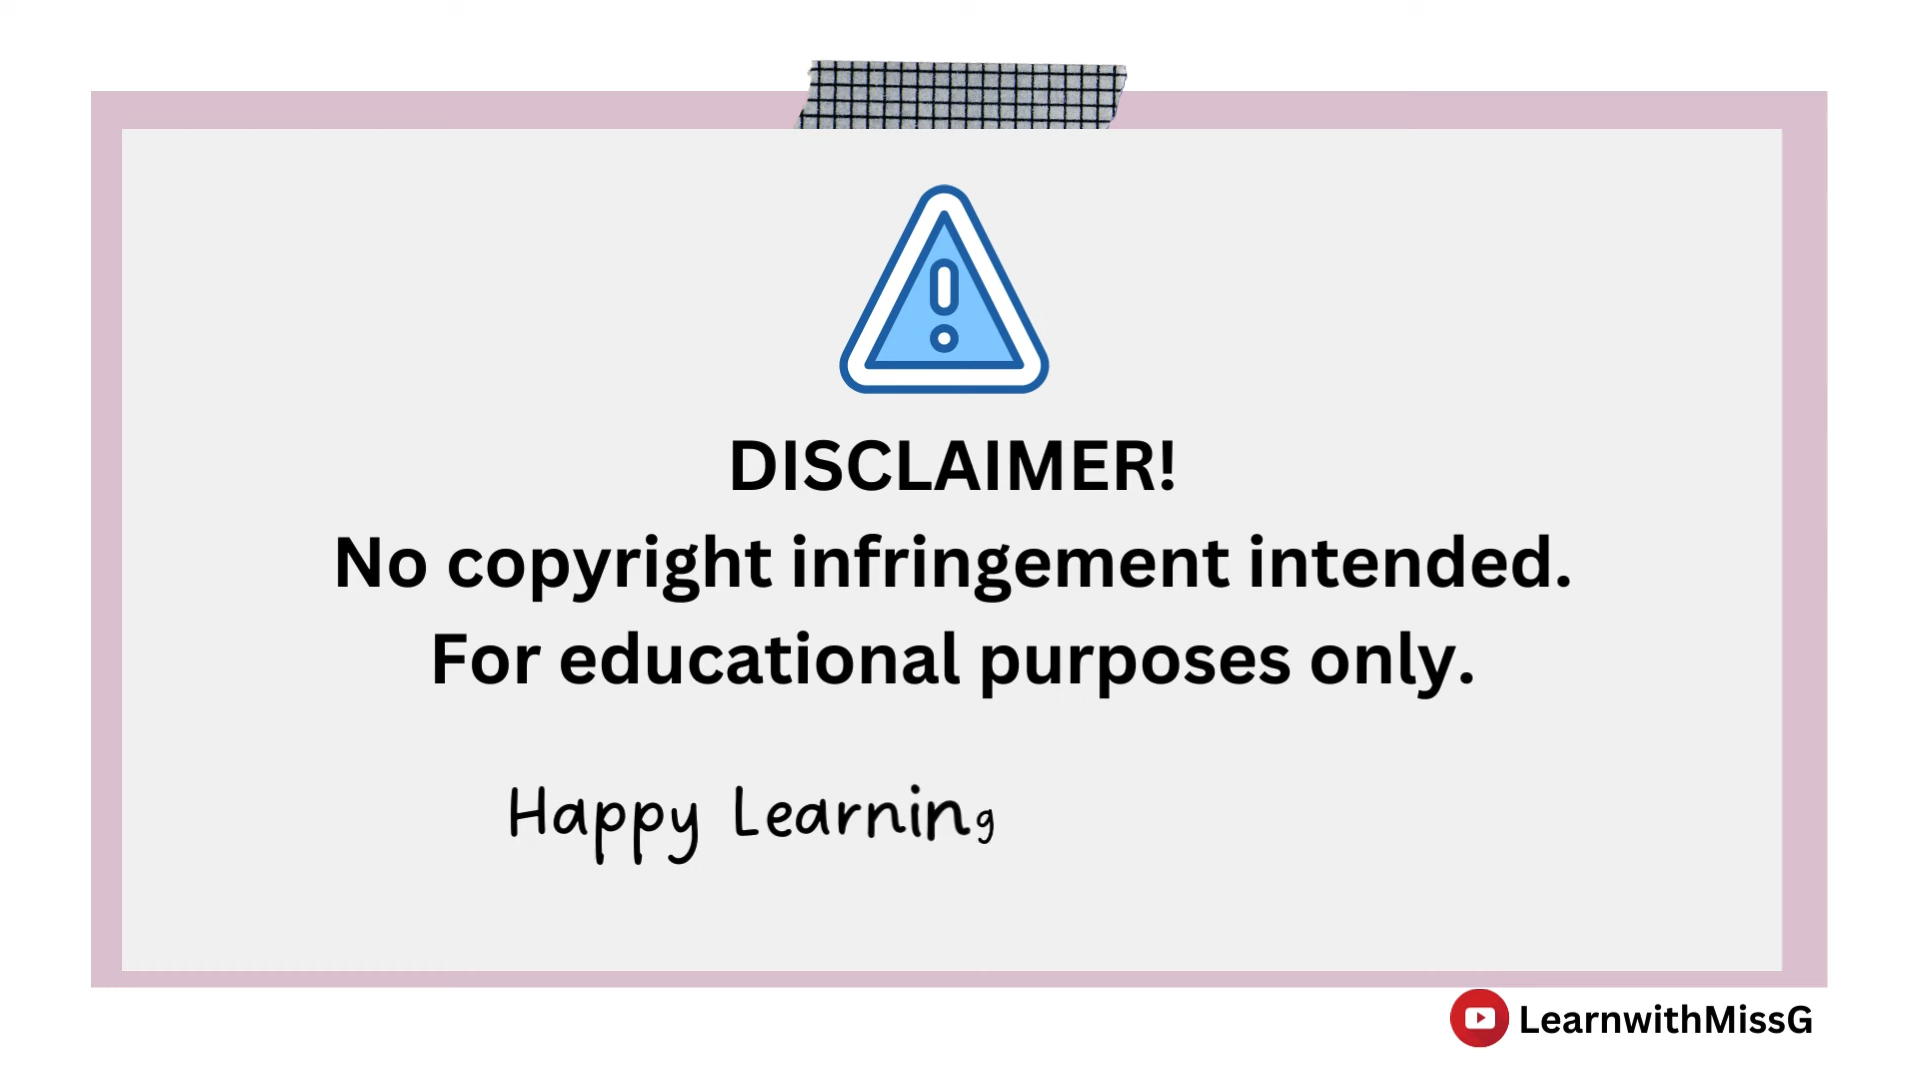 DISCLAIMER!
No copyright infringement intended.
For educational purposes only.
Happy Learning
LearnwithMissG